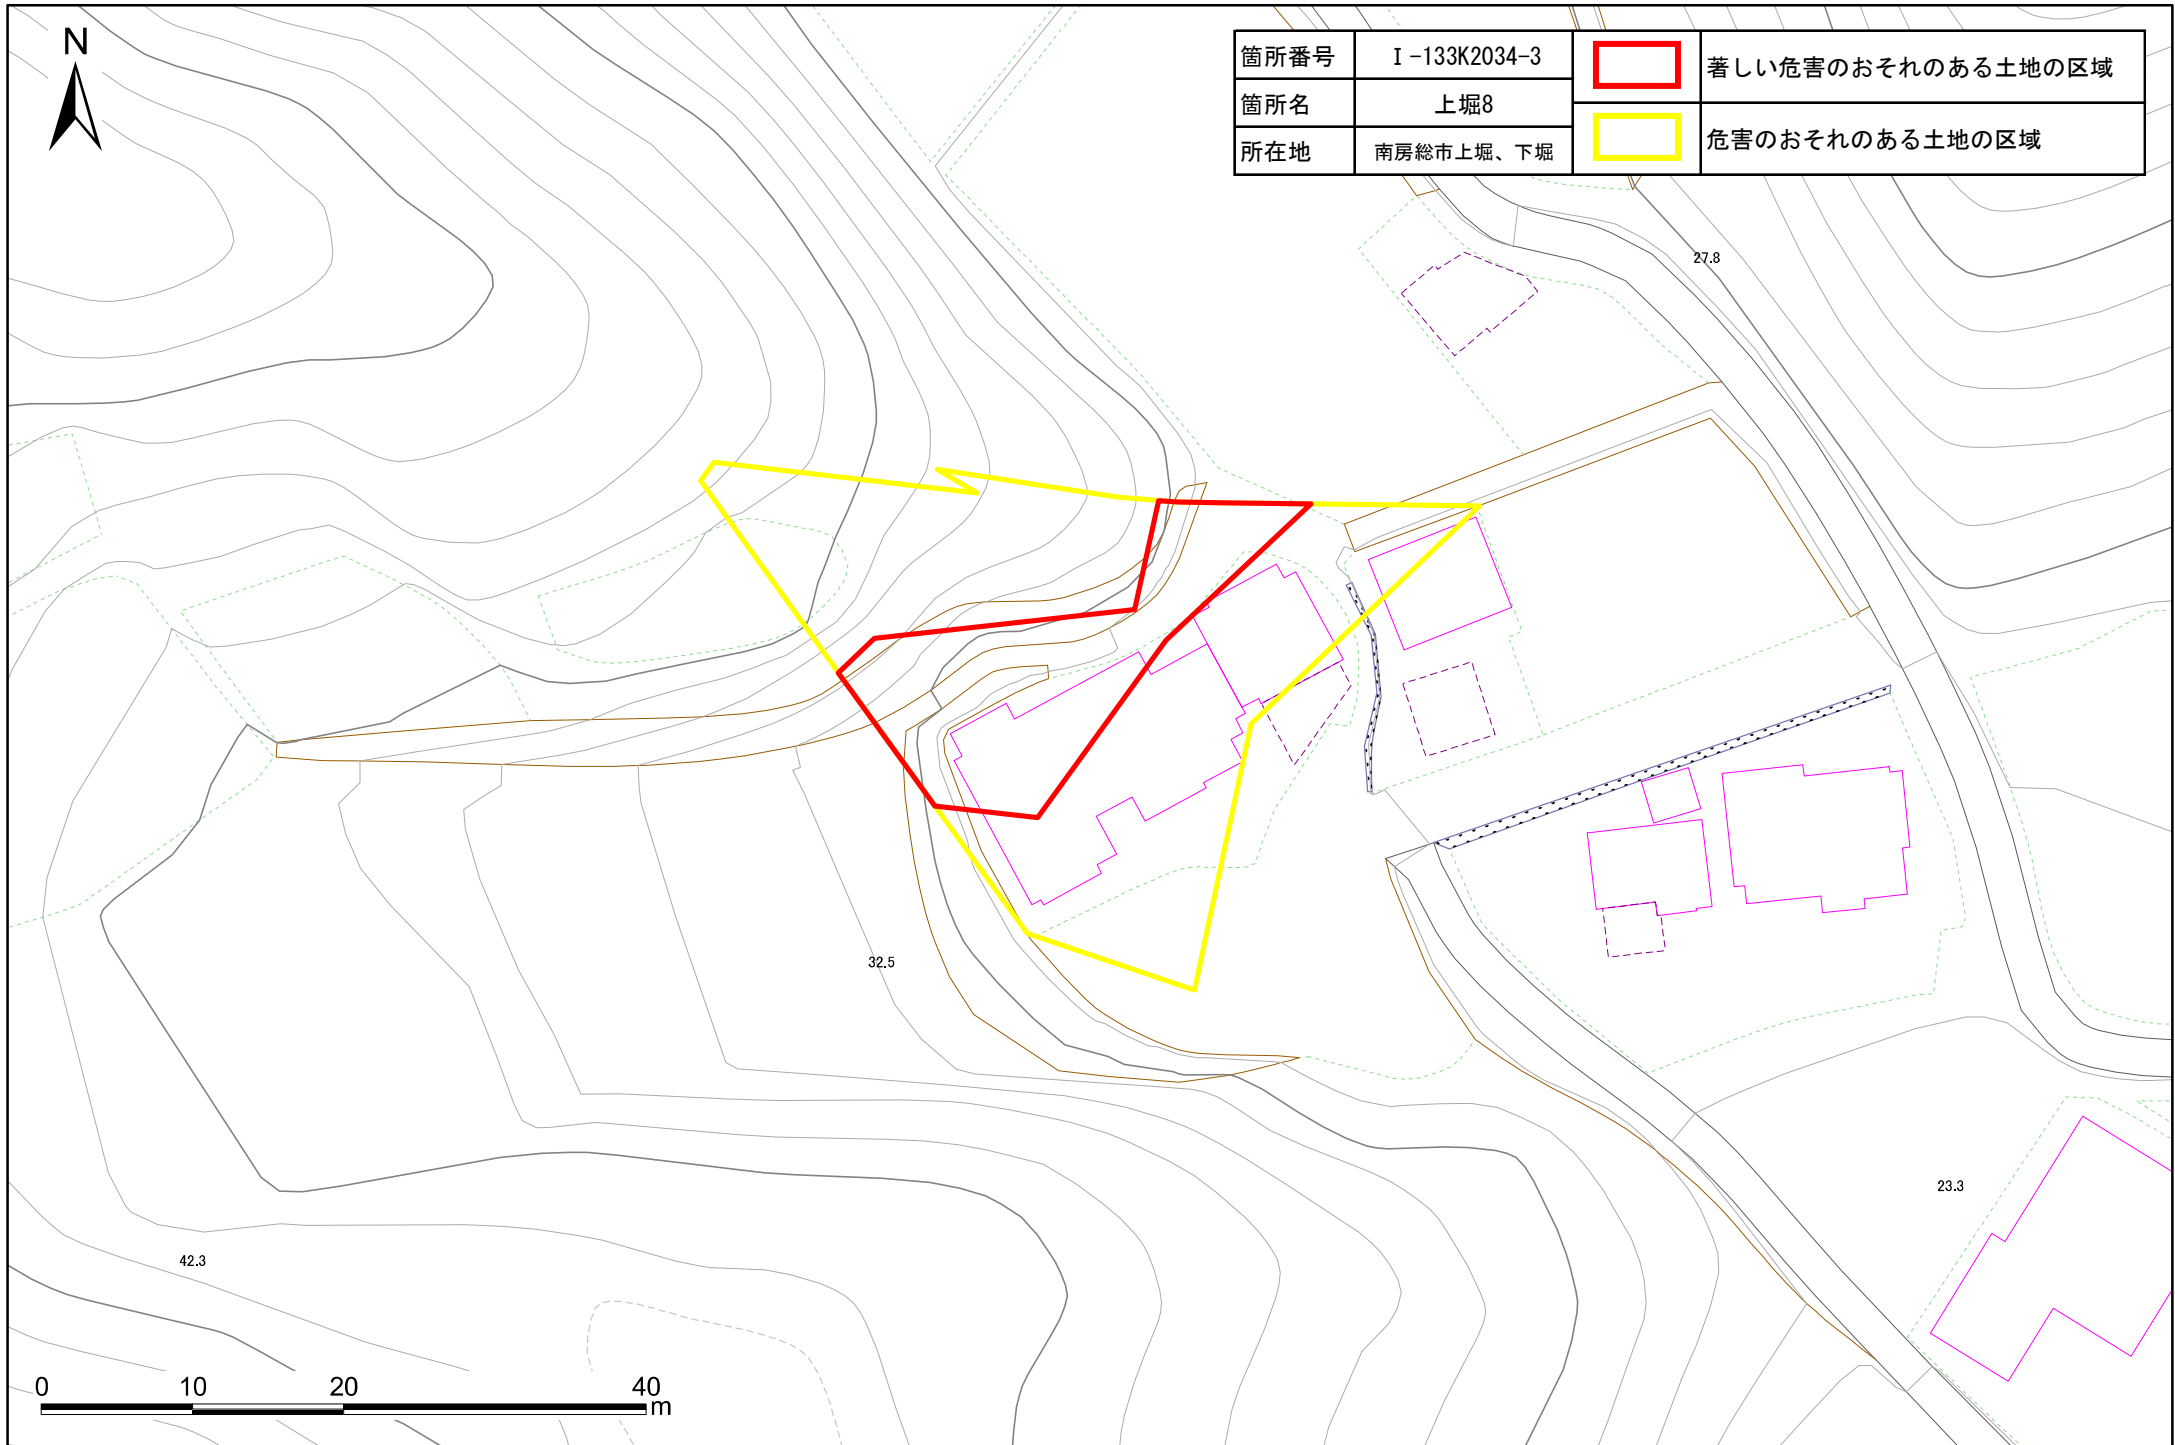 N
箇所番号 Ⅰ-133K2034-3
箇所名 上堀8
所在地 南房総市上堀、下堀
著しい危害のおそれのある土地の区域
危害のおそれのある土地の区域
27.8
32.5
23.3
42.3
0 10 20 40
m